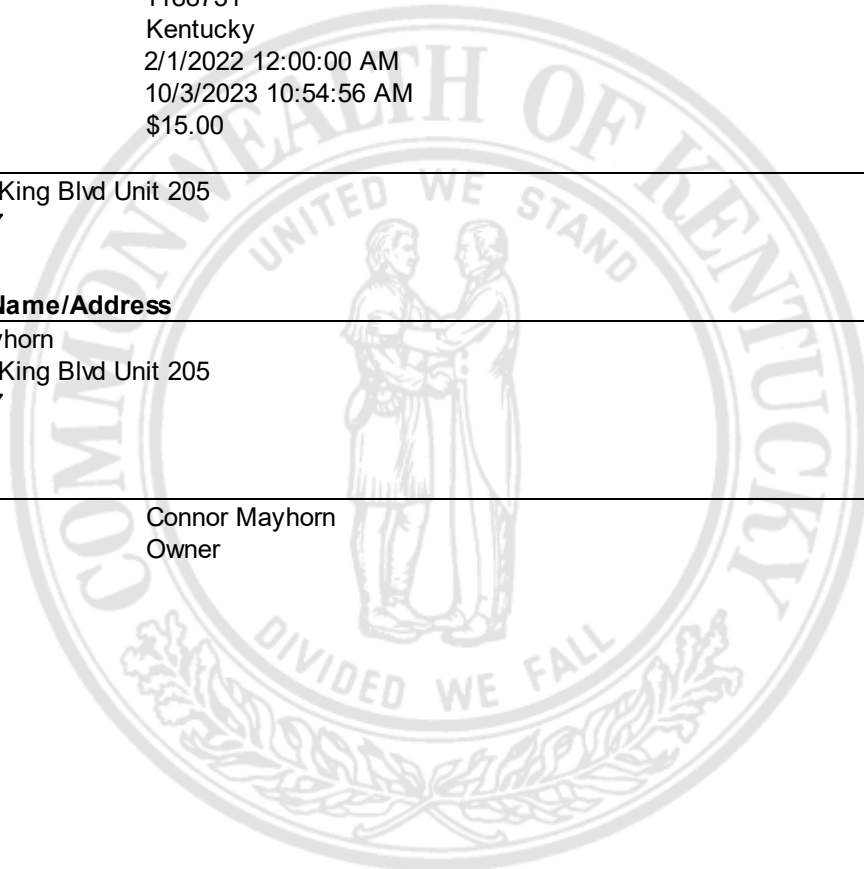 Kentucky
2/1/2022 12:00:00 AM
10/3/2023 10:54:56 AM
$15.00
King Blvd Unit 205
Name/Address
horn
King Blvd Unit 205
Connor Mayhorn
Owner
COMMONWEALTH OF KENTUCKY
UNITED WE STAND
DIVIDED WE FALL